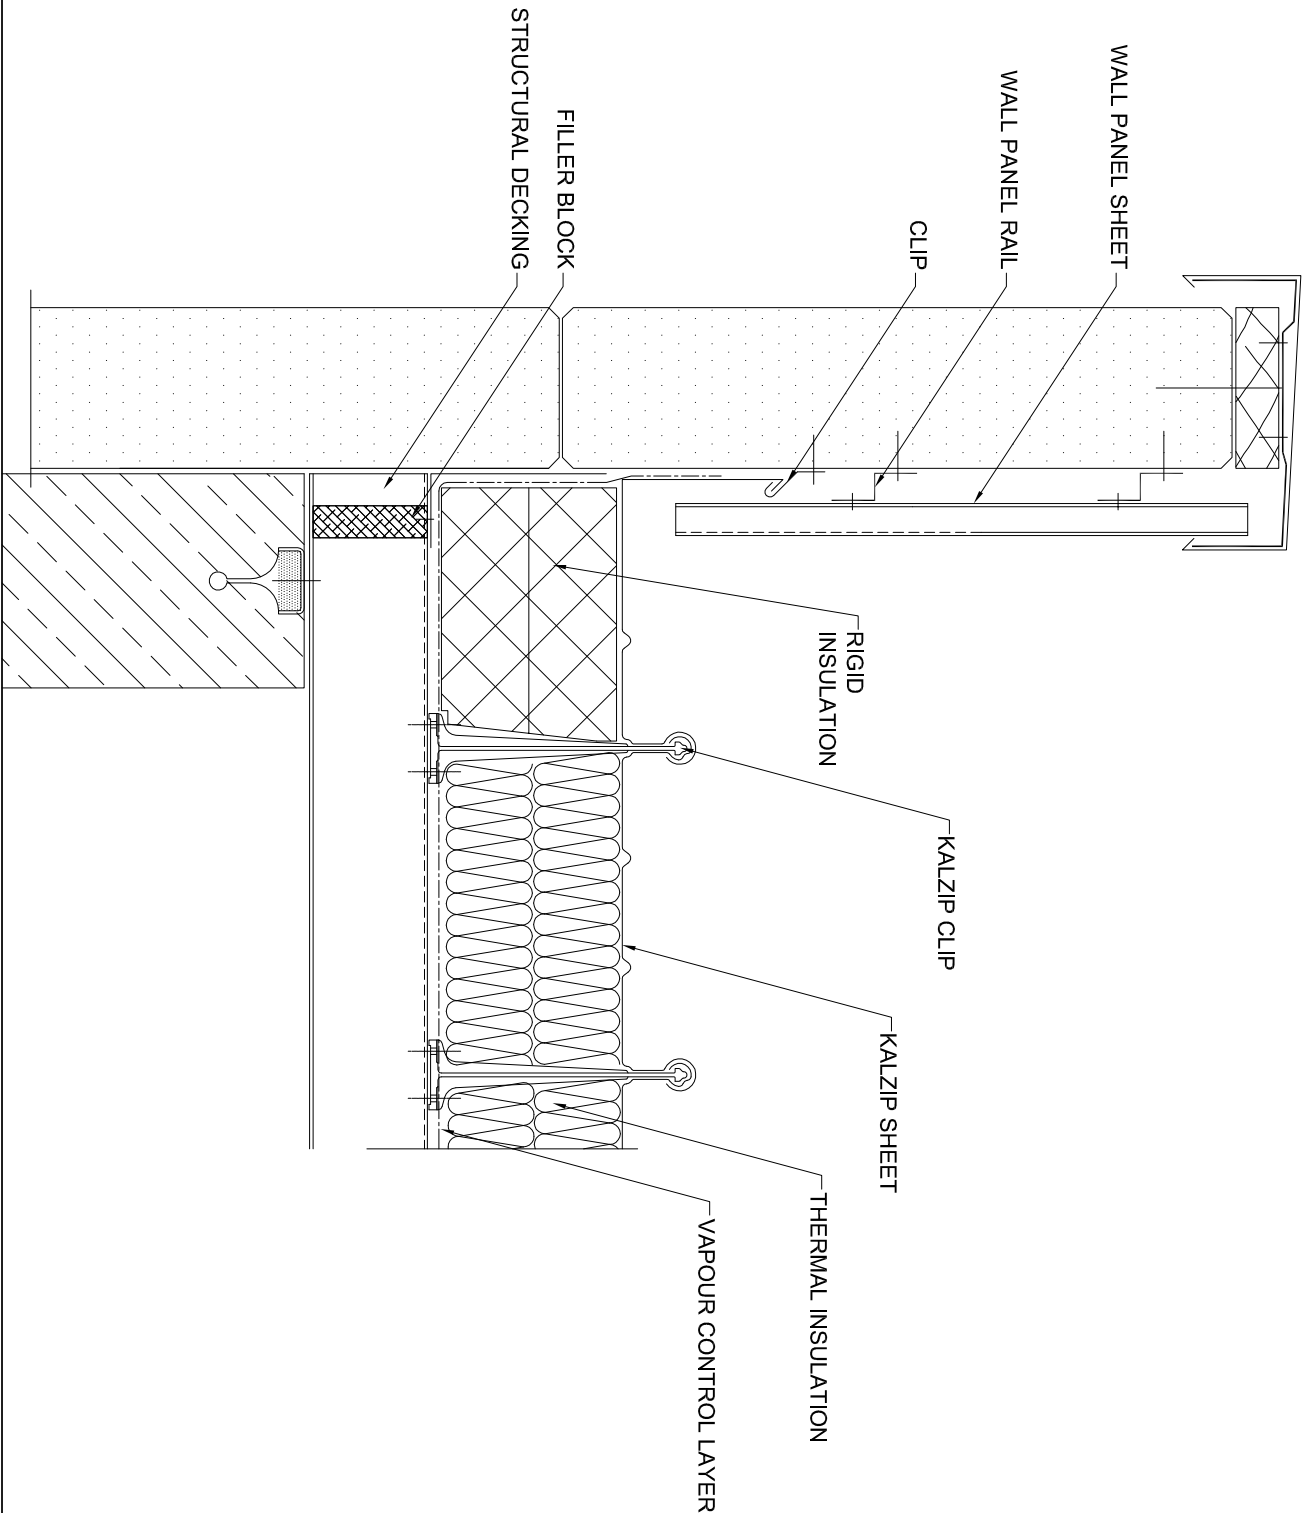 WALL PANEL SHEET
WALL PANEL RAIL
CLIP
FILLER BLOCK
STRUCTURAL DECKING
RIGID
INSULATION
KALZIP CLIP
KALZIP SHEET
THERMAL INSULATION
VAPOUR CONTROL LAYER